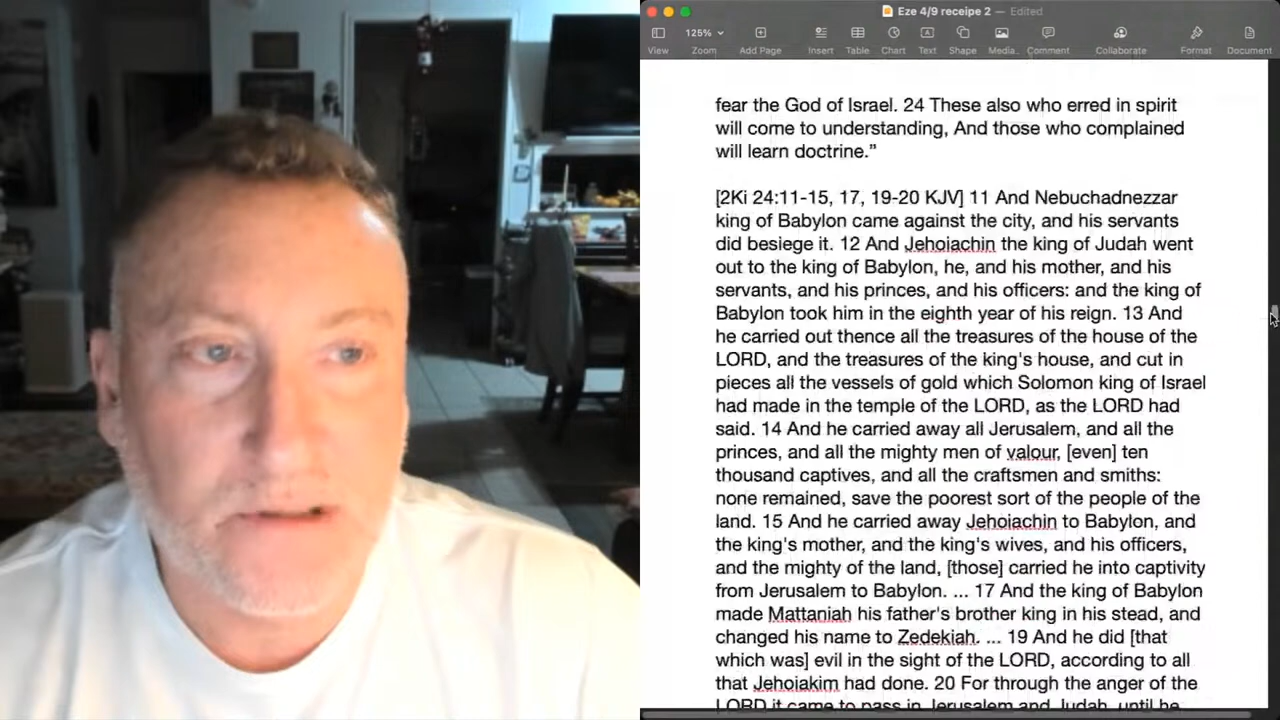 Eze 4/9 receipe 2 — Edited
125%
View Zoom Add Page Insert Table Chart Text Shape Media Comment Collaborate Format Document
fear the God of Israel. 24 These also who erred in spirit
will come to understanding, And those who complained
will learn doctrine.”
[2Ki 24:11-15, 17, 19-20 KJV] 11 And Nebuchadnezzar
king of Babylon came against the city, and his servants
did besiege it. 12 And Jehoiachin the king of Judah went
out to the king of Babylon, he, and his mother, and his
servants, and his princes, and his officers: and the king of
Babylon took him in the eighth year of his reign. 13 And
he carried out thence all the treasures of the house of the
LORD, and the treasures of the king's house, and cut in
pieces all the vessels of gold which Solomon king of Israel
had made in the temple of the LORD, as the LORD had
said. 14 And he carried away all Jerusalem, and all the
princes, and all the mighty men of valour, [even] ten
thousand captives, and all the craftsmen and smiths:
none remained, save the poorest sort of the people of the
land. 15 And he carried away Jehoiachin to Babylon, and
the king's mother, and the king's wives, and his officers,
and the mighty of the land, [those] carried he into captivity
from Jerusalem to Babylon. ... 17 And the king of Babylon
made Mattaniah his father's brother king in his stead, and
changed his name to Zedekiah. ... 19 And he did [that
which was] evil in the sight of the LORD, according to all
that Jehoiakim had done. 20 For through the anger of the
LORD it came to pass in Jerusalem and Judah, until he